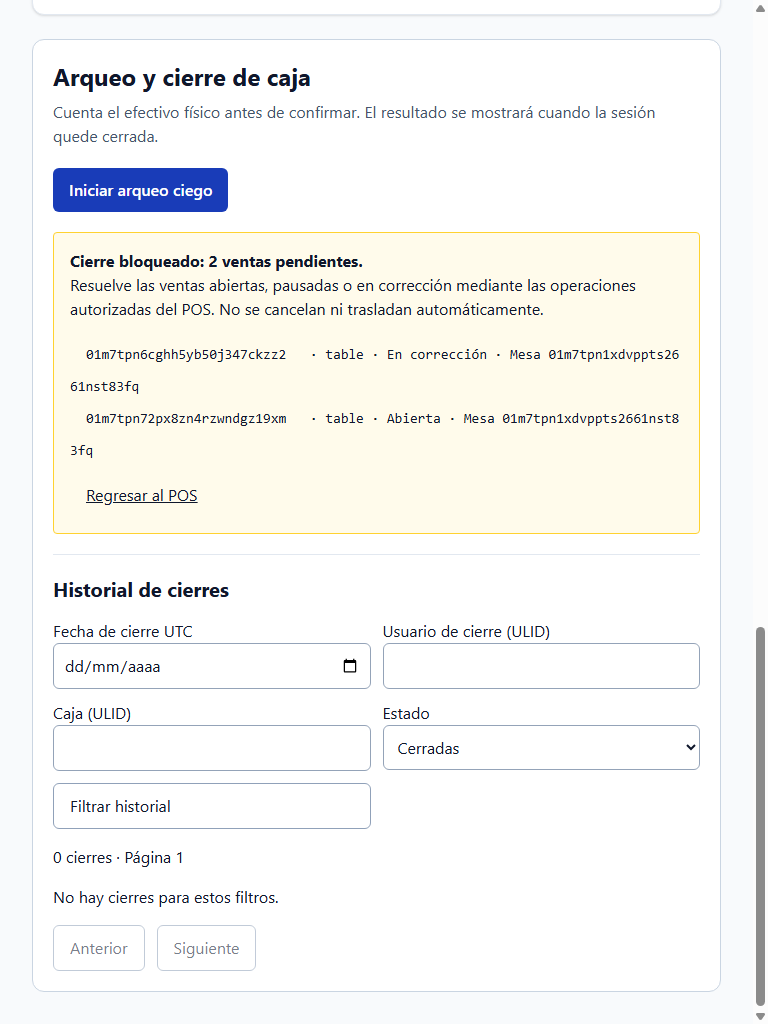 Arqueo y cierre de caja
Cuenta el efectivo físico antes de confirmar. El resultado se mostrará cuando la sesión
quede cerrada.
Iniciar arqueo ciego
Cierre bloqueado: 2 ventas pendientes.
Resuelve las ventas abiertas, pausadas o en corrección mediante las operaciones
autorizadas del POS. No se cancelan ni trasladan automáticamente.
01m7tpn6cghh5yb50j347ckzz2 · table · En corrección · Mesa 01m7tpn1xdvppts26
61nst83fq
01m7tpn72px8zn4rzwndgz19xm · table · Abierta · Mesa 01m7tpn1xdvppts2661nst8
3fq
Regresar al POS
Historial de cierres
Fecha de cierre UTC
Usuario de cierre (ULID)
dd/mm/aaaa
Caja (ULID)
Estado
Cerradas
Filtrar historial
0 cierres · Página 1
No hay cierres para estos filtros.
Anterior
Siguiente